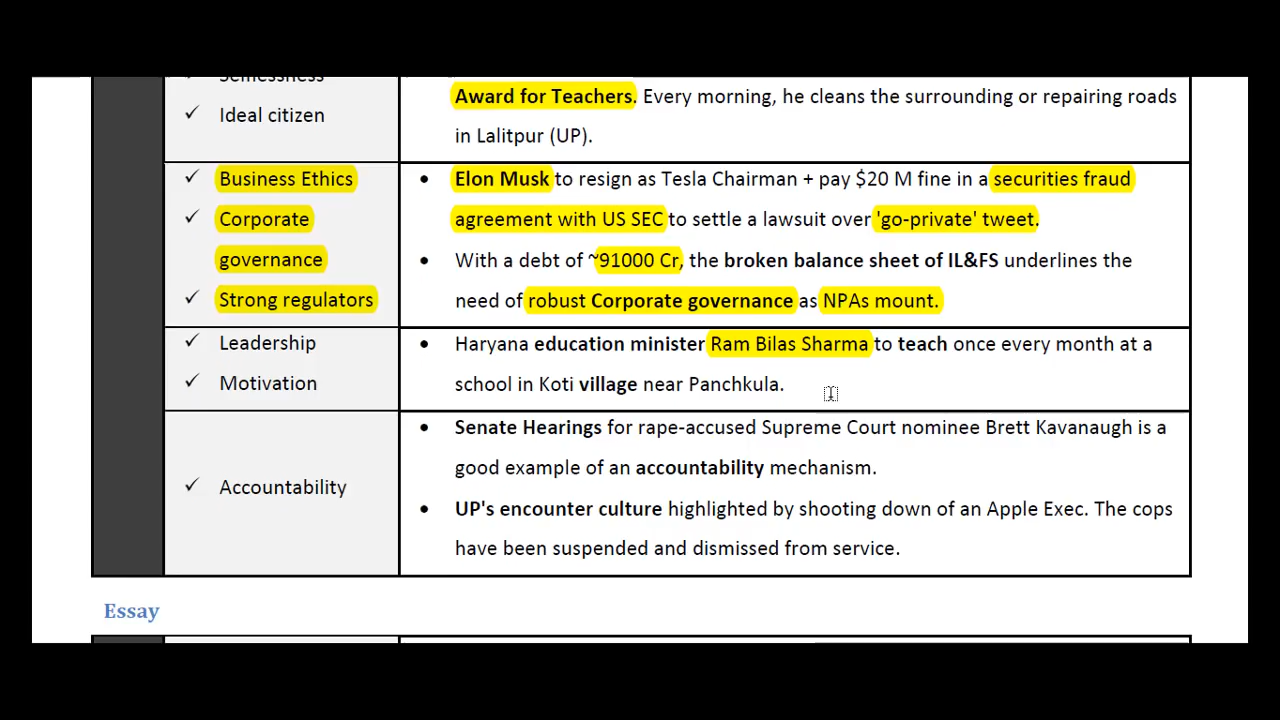 ✓ Selflessness
Award for Teachers. Every morning, he cleans the surrounding or repairing roads
✓ Ideal citizen
in Lalitpur (UP).
✓ Business Ethics
✓ Corporate
governance
✓ Strong regulators
• Elon Musk to resign as Tesla Chairman + pay $20 M fine in a securities fraud
agreement with US SEC to settle a lawsuit over 'go-private' tweet.
• With a debt of ~91000 Cr, the broken balance sheet of IL&FS underlines the
need of robust Corporate governance as NPAs mount.
✓ Leadership
✓ Motivation
• Haryana education minister Ram Bilas Sharma to teach once every month at a
school in Koti village near Panchkula.
✓ Accountability
• Senate Hearings for rape-accused Supreme Court nominee Brett Kavanaugh is a
good example of an accountability mechanism.
• UP's encounter culture highlighted by shooting down of an Apple Exec. The cops
have been suspended and dismissed from service.
Essay